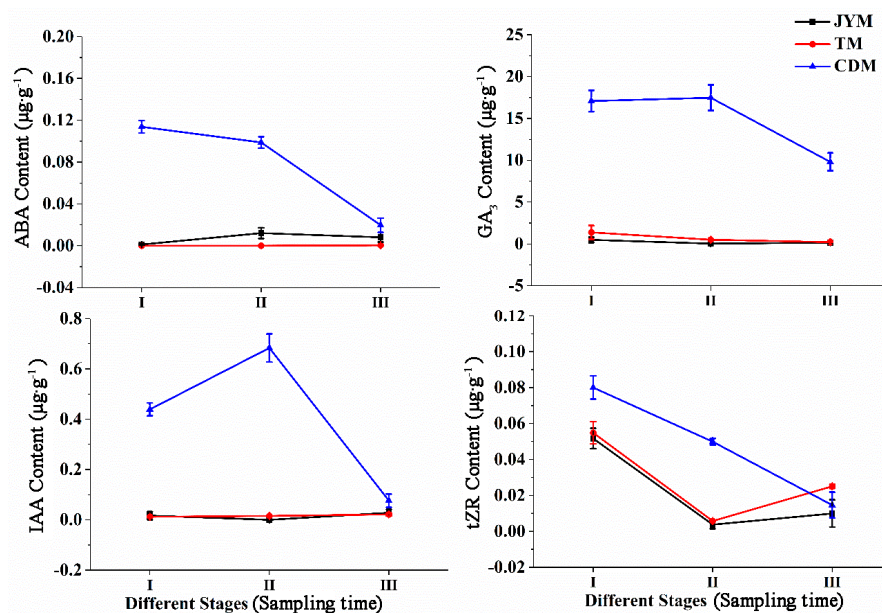 JYM
TM
CDM
ABA Content (μg·g⁻¹)
0.20
0.16
0.12
0.08
0.04
0.00
-0.04
I II III
GA₃ Content (μg·g⁻¹)
25
20
15
10
5
0
-5
I II III
IAA Content (μg·g⁻¹)
0.8
0.6
0.4
0.2
0.0
-0.2
I II III
Different Stages (Sampling time)
tZR Content (μg·g⁻¹)
0.12
0.10
0.08
0.06
0.04
0.02
0.00
-0.02
I II III
Different Stages (Sampling time)